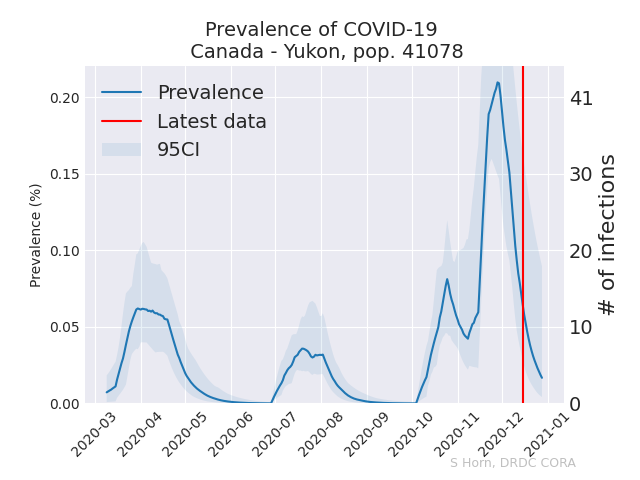 Prevalence of COVID-19
Canada - Yukon, pop. 41078
Prevalence
Latest data
95CI
Prevalence (%)
0.20
0.15
0.10
0.05
0.00
41
30
20
10
0
# of infections
2020-03
2020-04
2020-05
2020-06
2020-07
2020-08
2020-09
2020-10
2020-11
2020-12
2021-01
S Horn, DRDC CORA